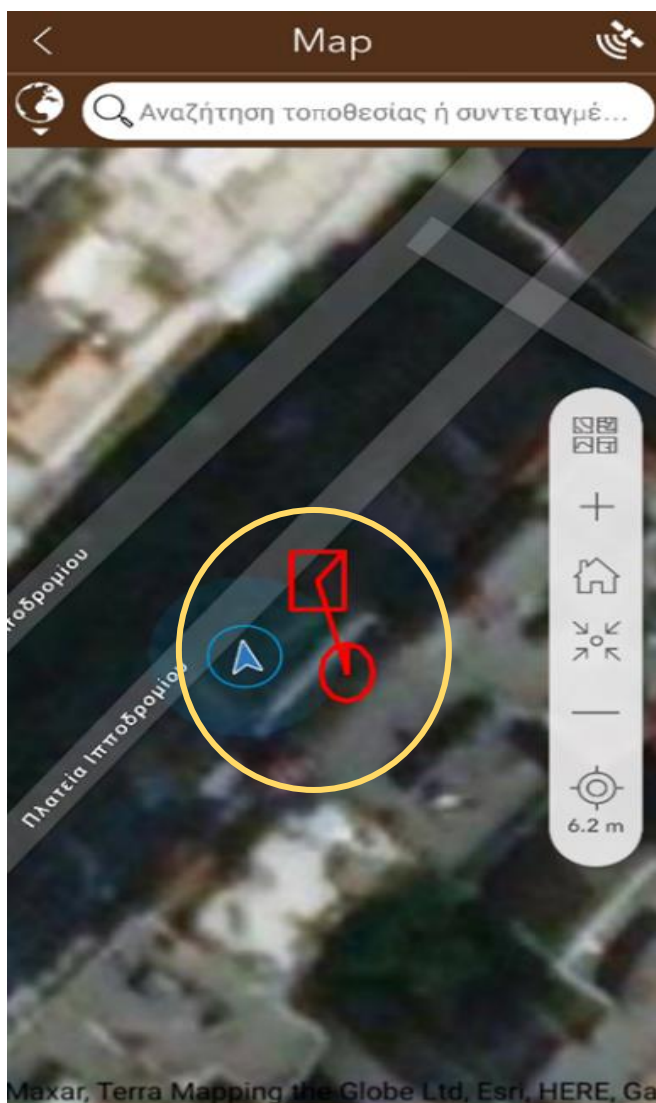 Map
Αναζήτηση τοποθεσίας ή συντεταγμέ...
ποδρομίου
Πλατεία Ιπποδρομίου
6.2 m
Maxar, Terra Mapping the Globe Ltd, Esri, HERE, Ga